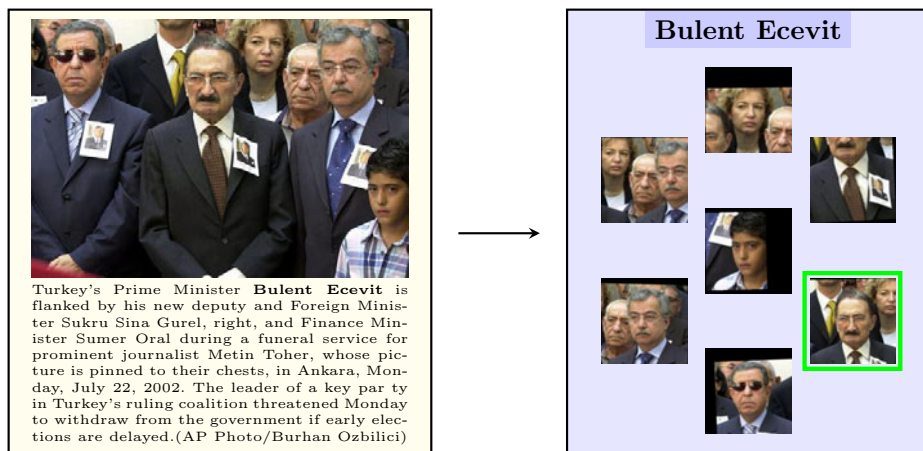 Bulent Ecevit
Turkey's Prime Minister Bulent Ecevit is
flanked by his new deputy and Foreign Minis-
ter Sukru Sina Gurel, right, and Finance Min-
ister Sumer Oral during a funeral service for
prominent journalist Metin Toher, whose pic-
ture is pinned to their chests, in Ankara, Mon-
day, July 22, 2002. The leader of a key par ty
in Turkey's ruling coalition threatened Monday
to withdraw from the government if early elec-
tions are delayed.(AP Photo/Burhan Ozbilici)